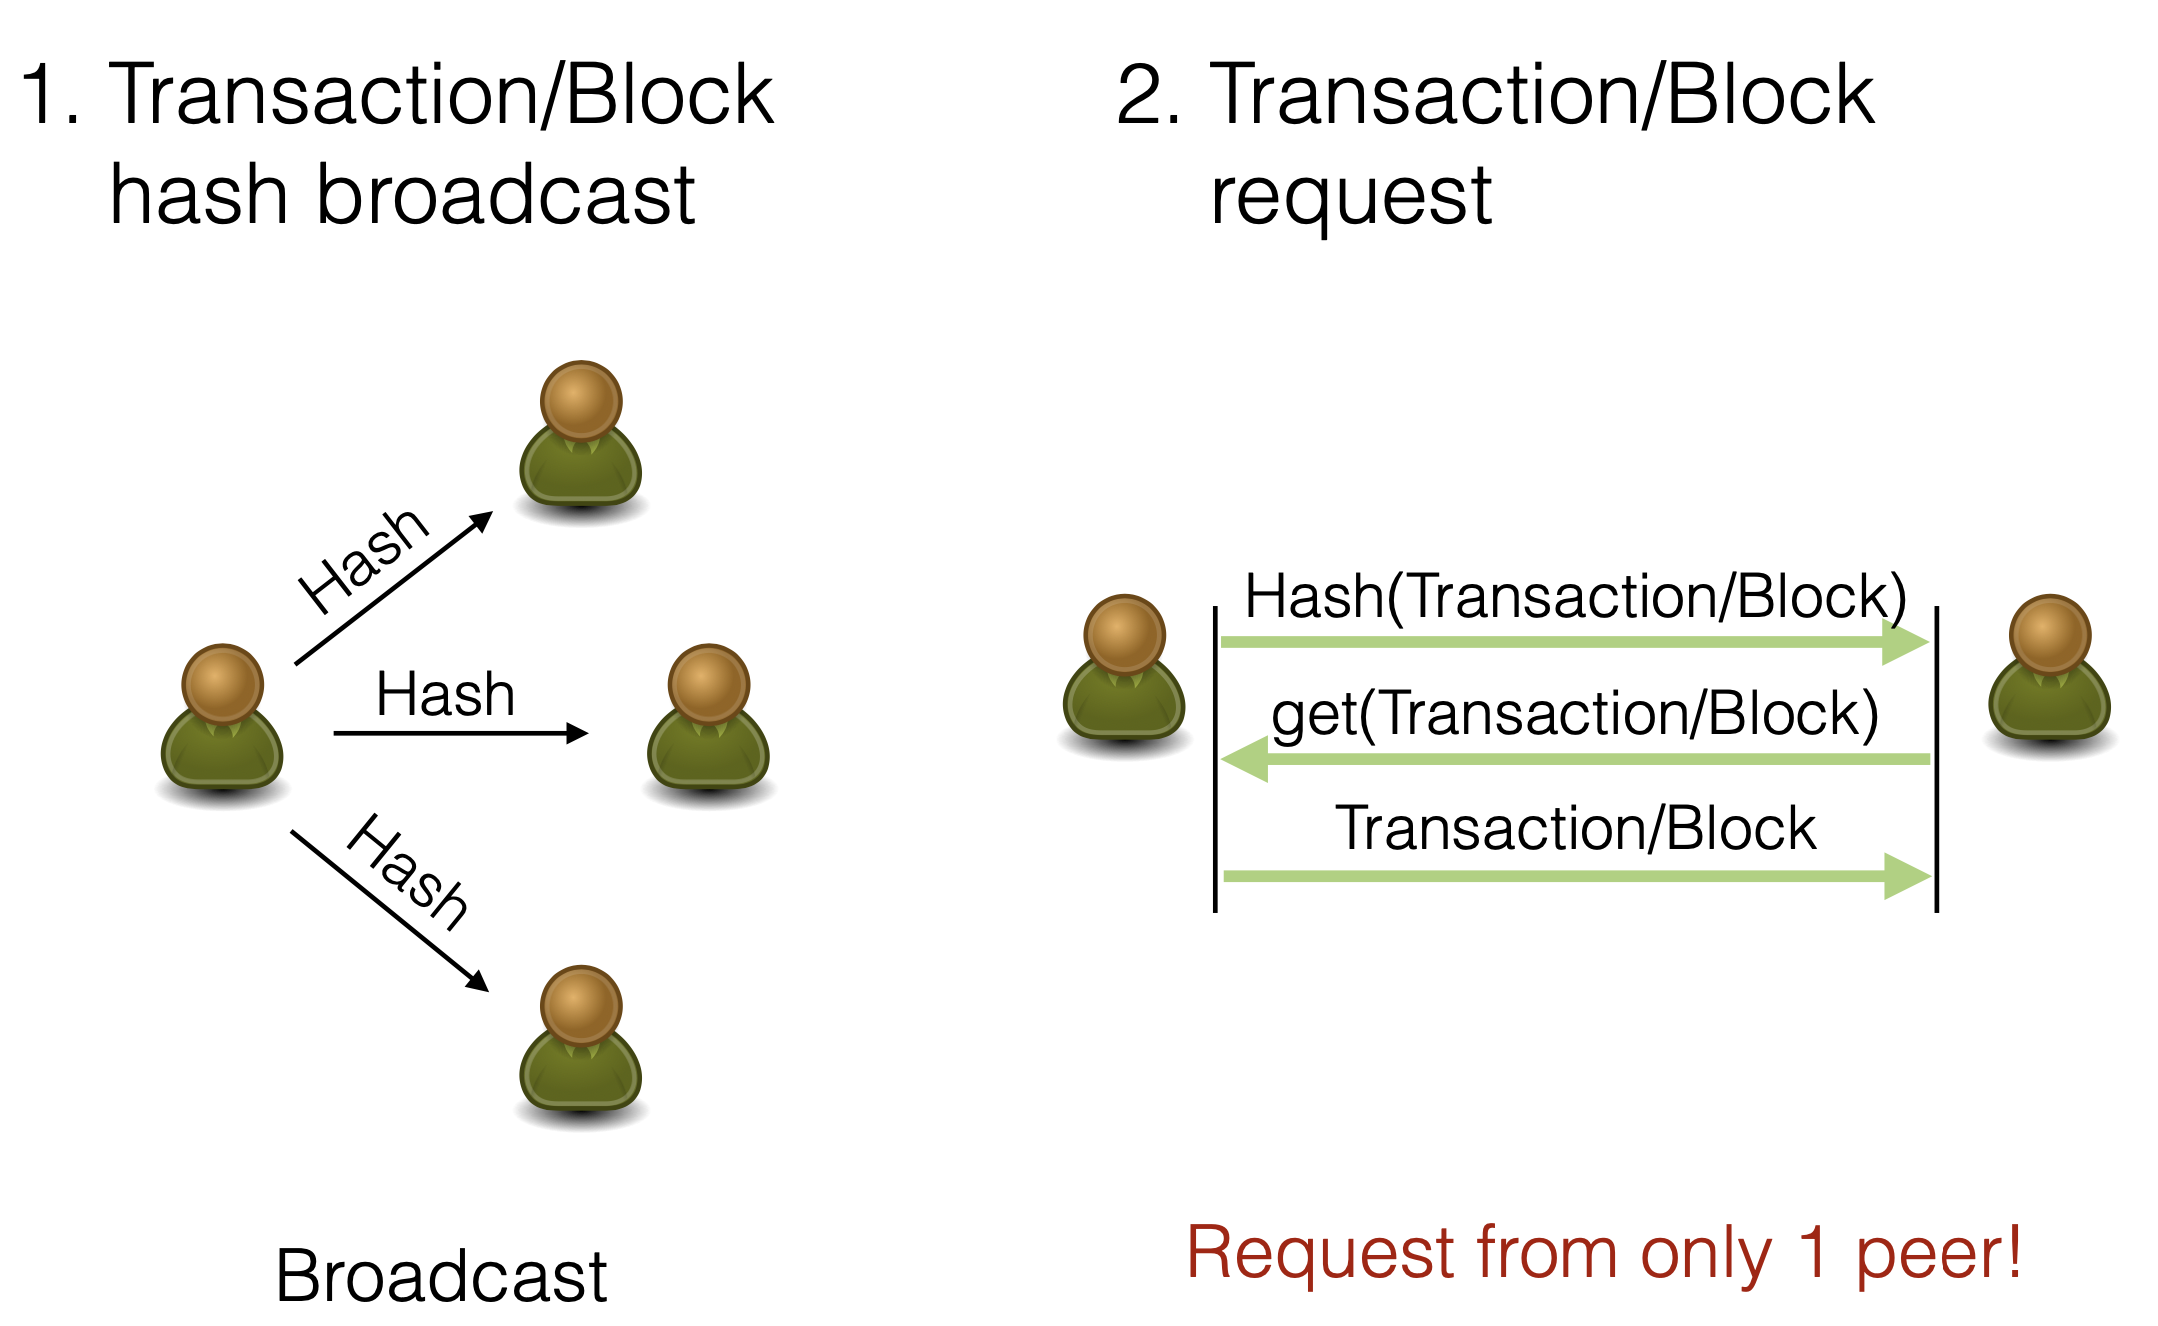 1. Transaction/Block
hash broadcast
Hash
Hash
Hash
Broadcast
2. Transaction/Block
request
Hash(Transaction/Block)
get(Transaction/Block)
Transaction/Block
Request from only 1 peer!